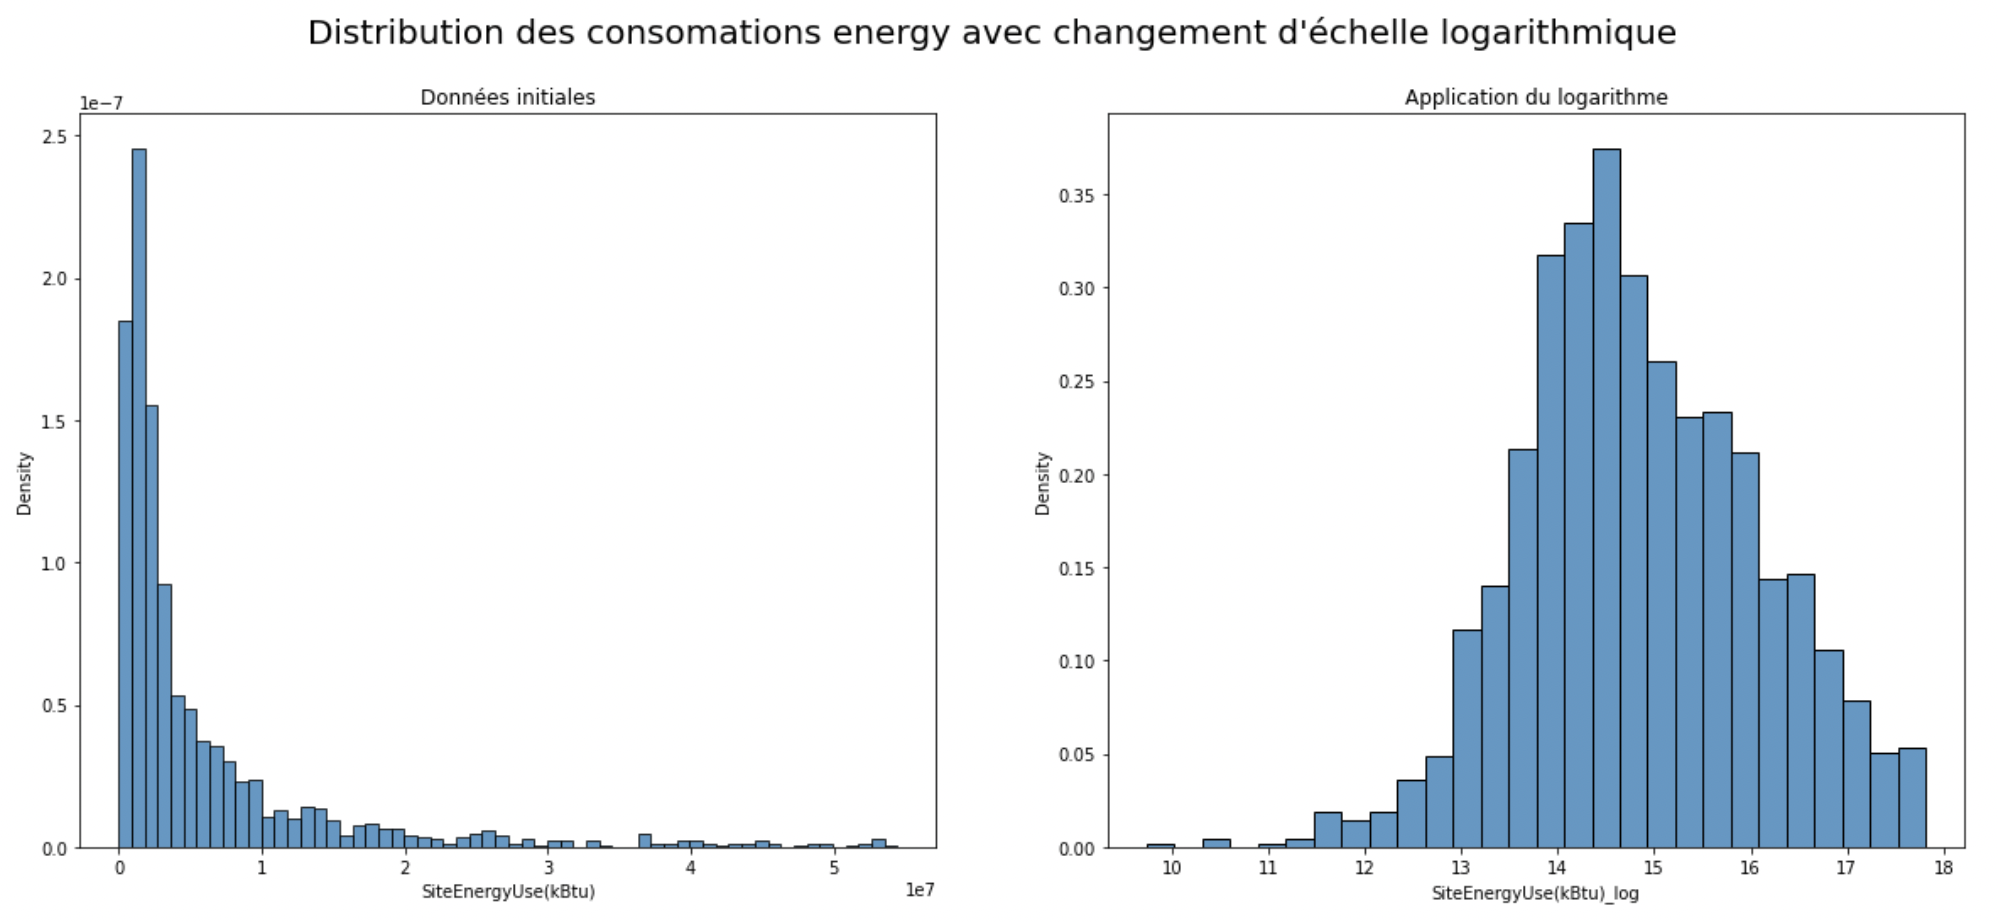 Distribution des consomations energy avec changement d'échelle logarithmique
Données initiales
1e−7
2.5
2.0
1.5
1.0
0.5
0.0
Density
0 1 2 3 4 5
1e7
SiteEnergyUse(kBtu)
Application du logarithme
0.35
0.30
0.25
0.20
0.15
0.10
0.05
0.00
Density
10 11 12 13 14 15 16 17 18
SiteEnergyUse(kBtu)_log